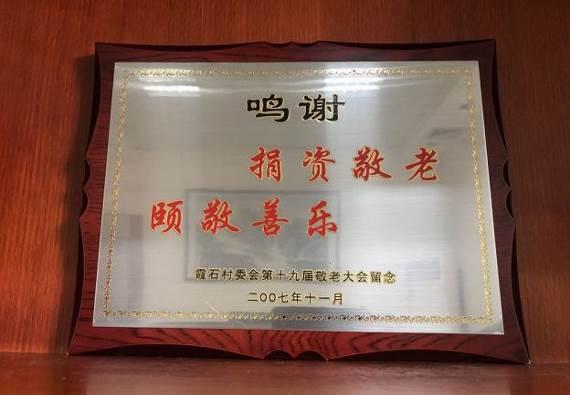 鸣谢
捐资敬老
颐敬善乐
霞石村委会第十九届敬老大会留念
二〇〇七年十一月